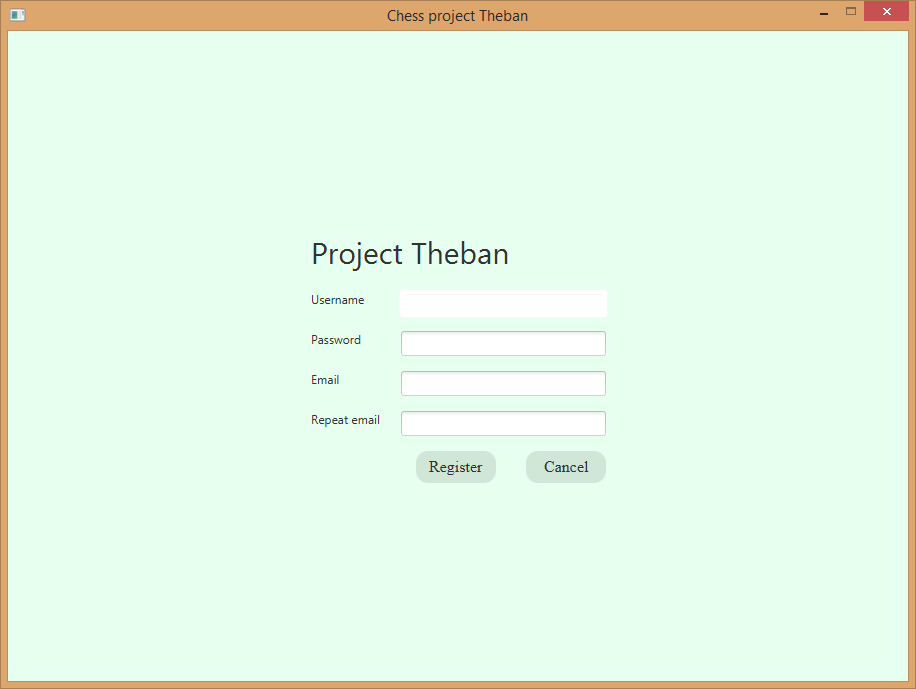 Chess project Theban
Project Theban
Username
Password
Email
Repeat email
Register Cancel